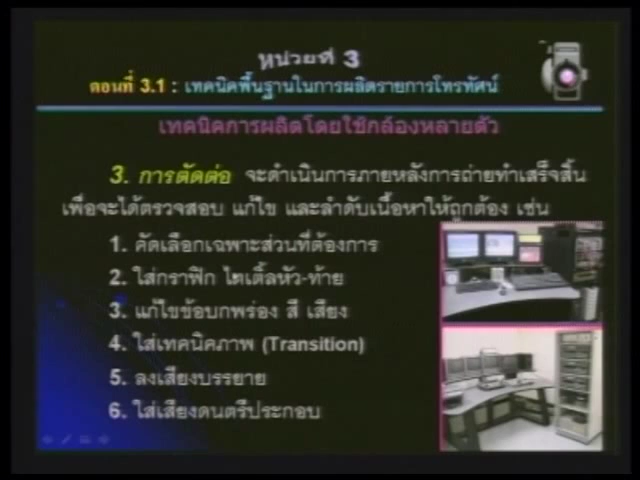 หน่วยที่ 3
ตอนที่ 3.1 : เทคนิคพื้นฐานในการผลิตรายการโทรทัศน์
เทคนิคการผลิตโดยใช้กล้องหลายตัว
3. การตัดต่อ จะดำเนินการภายหลังการถ่ายทำเสร็จสิ้น
เพื่อจะได้ตรวจสอบ แก้ไข และลำดับเนื้อหาให้ถูกต้อง เช่น
1. คัดเลือกเฉพาะส่วนที่ต้องการ
2. ใส่กราฟิก ไตเติ้ลหัว-ท้าย
3. แก้ไขข้อบกพร่อง สี เสียง
4. ใส่เทคนิคภาพ (Transition)
5. ลงเสียงบรรยาย
6. ใส่เสียงดนตรีประกอบ